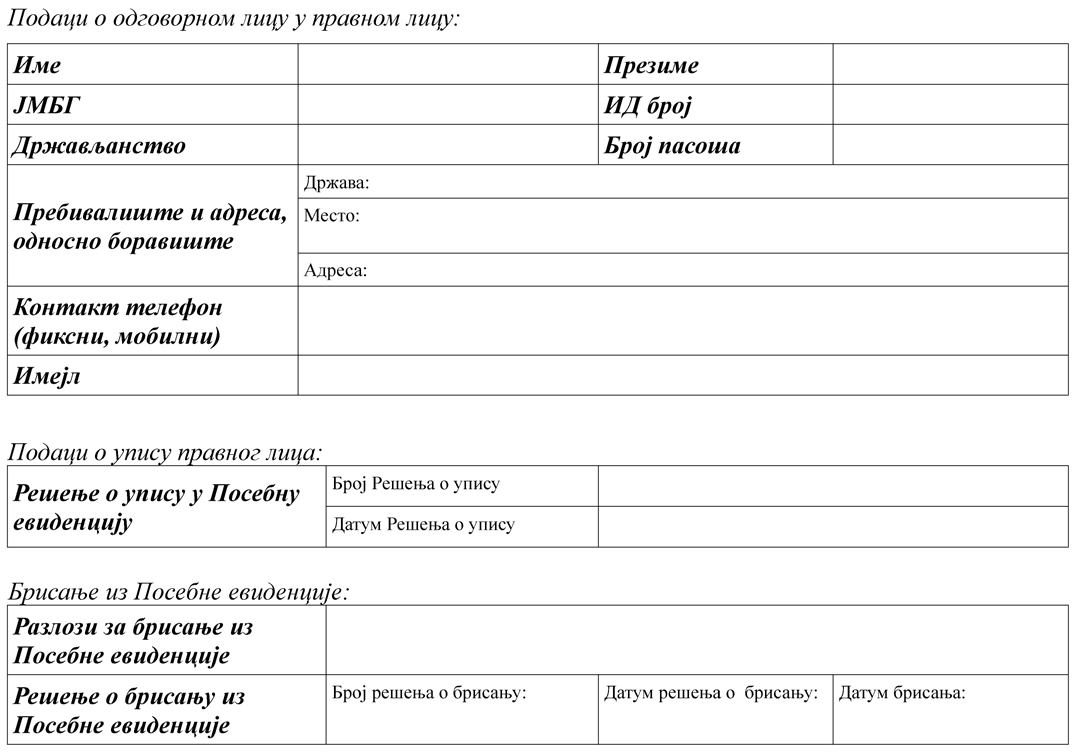 Подаци о одговорном лицу у правном лицу:
Име Презиме
ЈМБГ ИД број
Држављанство Број пасоша
Пребивалиште и адреса,
односно боравиште
Држава:
Место:
Адреса:
Контакт телефон
(фиксни, мобилни)
Имејл
Подаци о упису правног лица:
Решење о упису у Посебну
евиденцију
Број Решења о упису
Датум Решења о упису
Брисање из Посебне евиденције:
Разлози за брисање из
Посебне евиденције
Решење о брисању из
Посебне евиденције
Број решења о брисању: Датум решења о  брисању: Датум брисања: